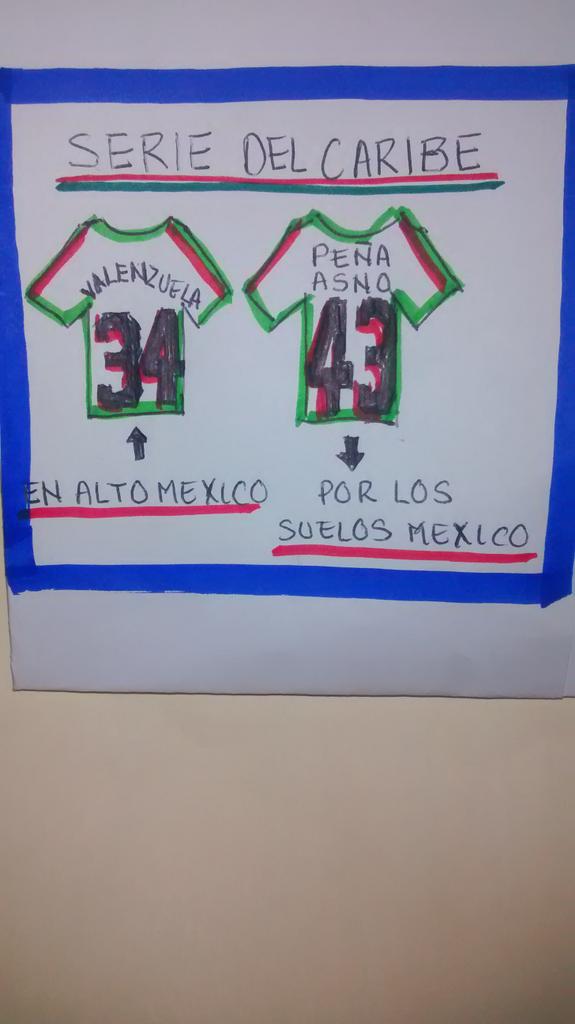 SERIE DEL CARIBE
VALENZUELA
34
EN ALTO MEXICO
PEÑA
ASNO
43
POR LOS
SUELOS MEXICO